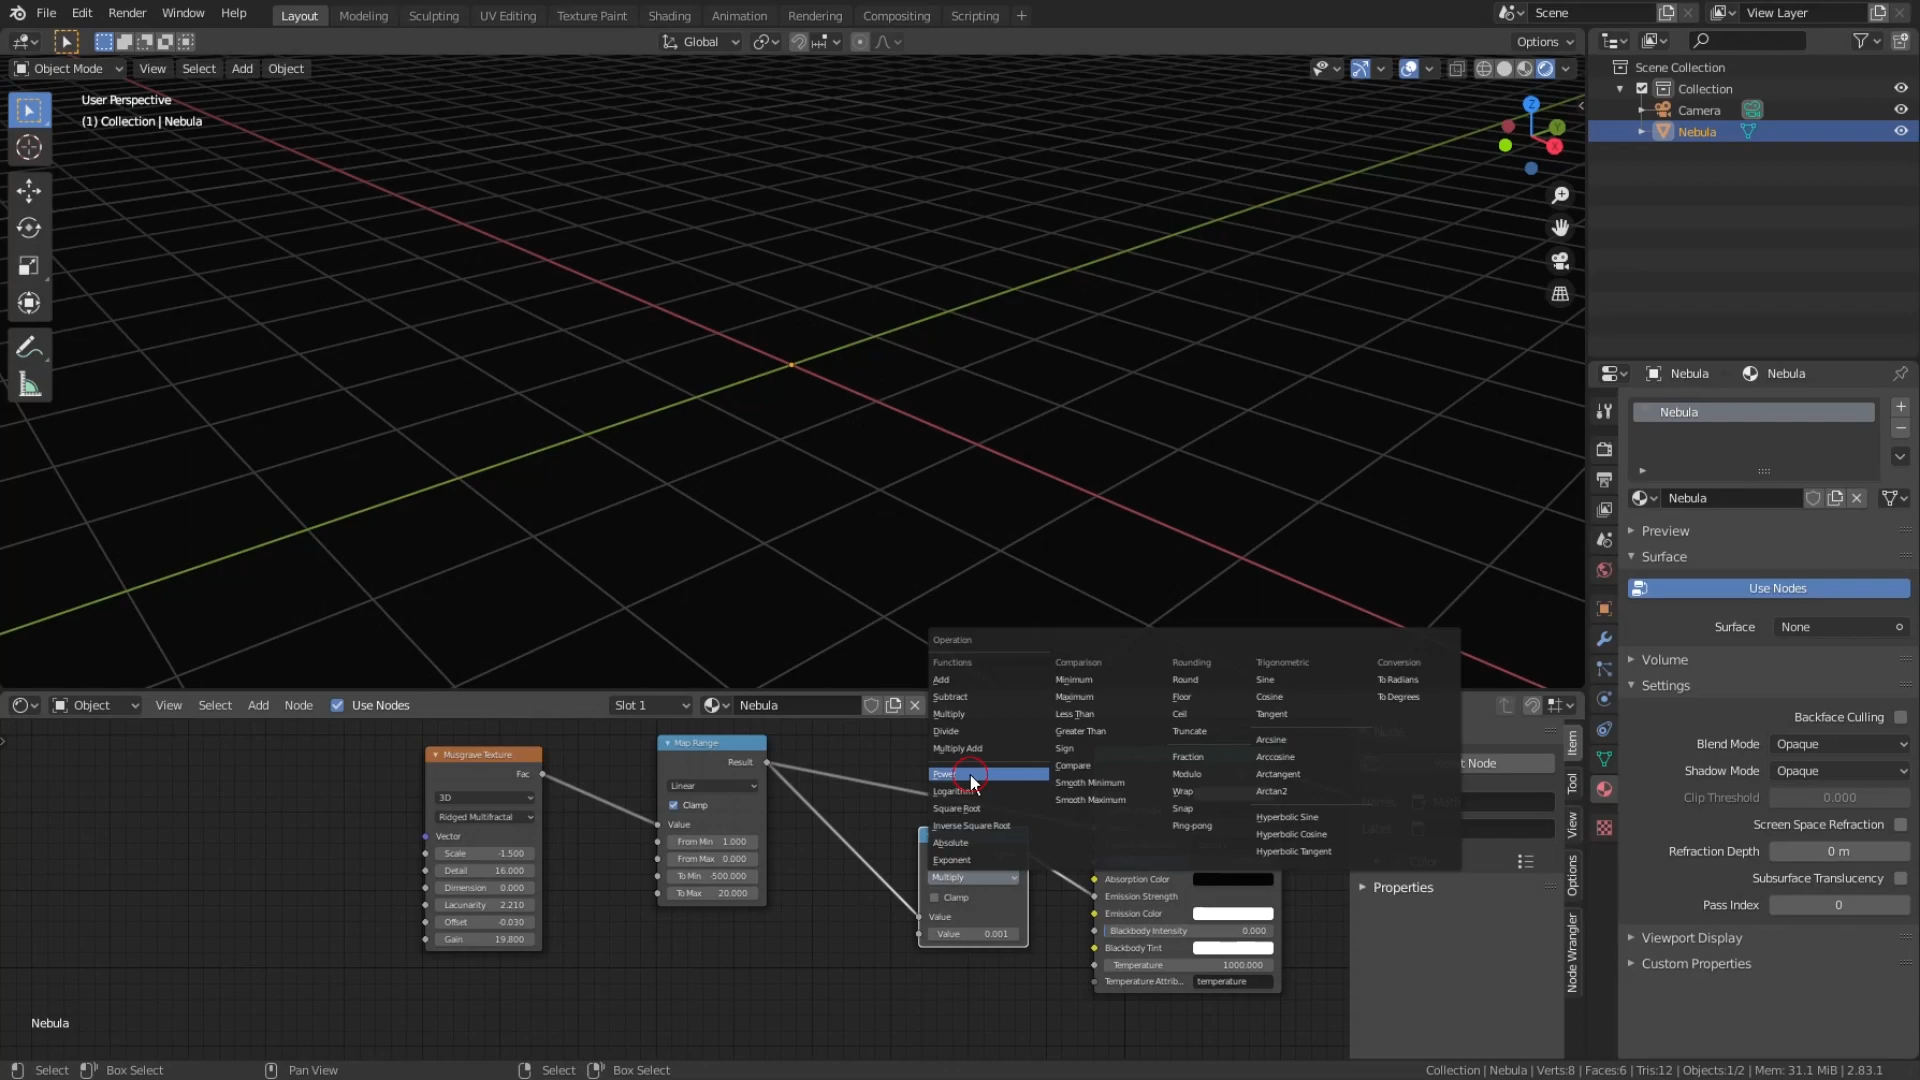 File Edit Render Window Help Layout Modeling Sculpting UV Editing Texture Paint Shading Animation Rendering Compositing Scripting + Scene View Layer
Global Options
Object Mode View Select Add Object
User Perspective
(1) Collection | Nebula
Z
Y
X
Scene Collection
Collection
Camera
Nebula
Nebula Nebula
Nebula
Nebula
Preview
Surface
Use Nodes
Surface None
Volume
Settings
Backface Culling
Blend Mode Opaque
Shadow Mode Opaque
Clip Threshold 0.000
Screen Space Refraction
Refraction Depth 0 m
Subsurface Translucency
Pass Index 0
Viewport Display
Custom Properties
Object View Select Add Node Use Nodes Slot 1 Nebula
Operation
Functions
Add
Subtract
Multiply
Divide
Multiply Add
Power
Logarithm
Square Root
Inverse Square Root
Absolute
Exponent
Comparison
Minimum
Maximum
Less Than
Greater Than
Sign
Compare
Smooth Minimum
Smooth Maximum
Rounding
Round
Floor
Ceil
Truncate
Fraction
Modulo
Wrap
Snap
Ping-pong
Trigonometric
Sine
Cosine
Tangent
Arcsine
Arccosine
Arctangent
Arctan2
Hyperbolic Sine
Hyperbolic Cosine
Hyperbolic Tangent
Conversion
To Radians
To Degrees
Musgrave Texture
Fac
3D
Ridged Multifractal
Vector
Scale -1.500
Detail 16.000
Dimension 0.000
Lacunarity 2.210
Offset -0.030
Gain 19.800
Map Range
Result
Linear
Clamp
Value
From Min 1.000
From Max 0.000
To Min -500.000
To Max 20.000
Multiply
Clamp
Value
Value 0.001
Absorption Color
Emission Strength
Emission Color
Blackbody Intensity 0.000
Blackbody Tint
Temperature 1000.000
Temperature Attrib... temperature
Node
Color
Properties
Item
Tool
View
Options
Node Wrangler
Nebula
Select Box Select Pan View Select Box Select Collection | Nebula | Verts:8 | Faces:6 | Tris:12 | Objects:1/2 | Mem: 31.1 MiB | 2.83.1